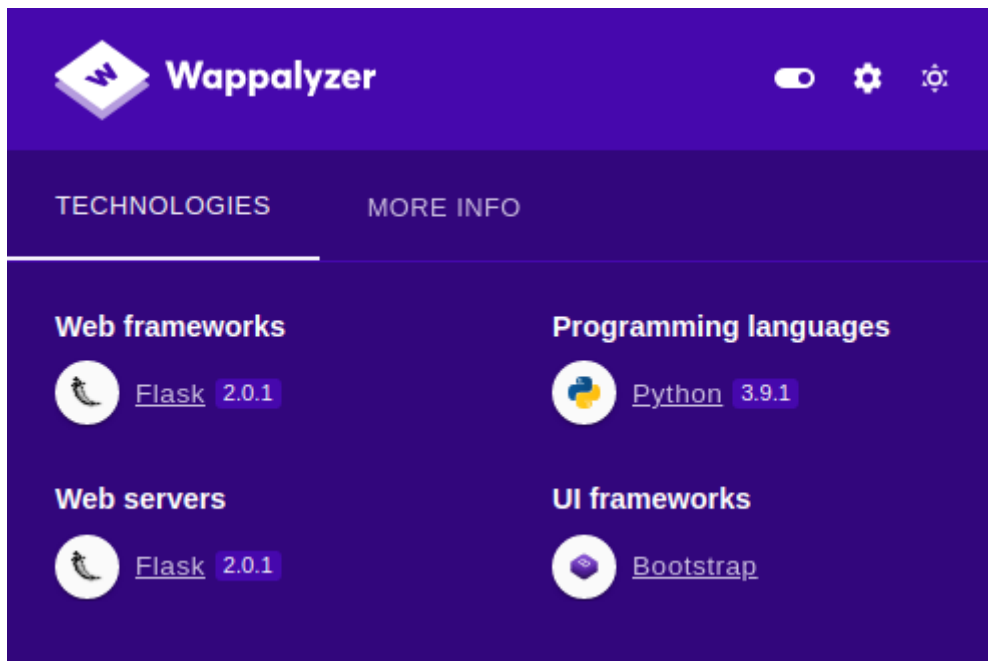 Wappalyzer
TECHNOLOGIES MORE INFO
Web frameworks Programming languages
Flask 2.0.1 Python 3.9.1
Web servers UI frameworks
Flask 2.0.1 Bootstrap